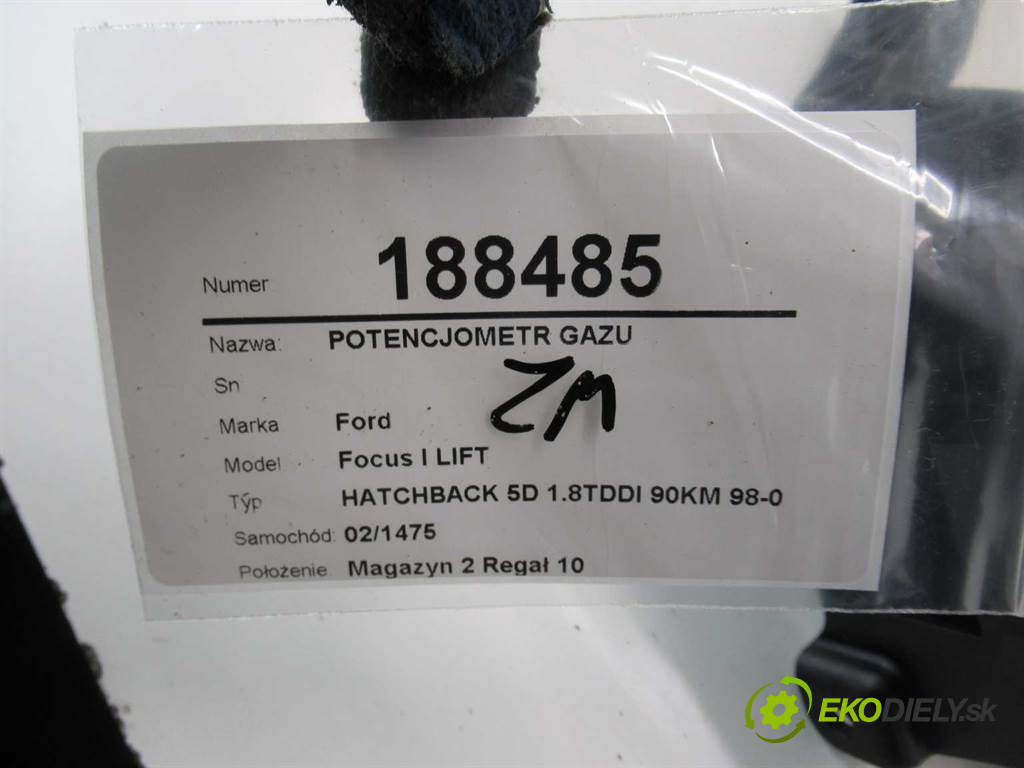 Numer 188485
Nazwa: POTENCJOMETR GAZU
Sn
ZM
Marka Ford
Model Focus I LIFT
Typ HATCHBACK 5D 1.8TDDI 90KM 98-0
Samochód: 02/1475
Położenie Magazyn 2 Regał 10
EKODIELY.sk